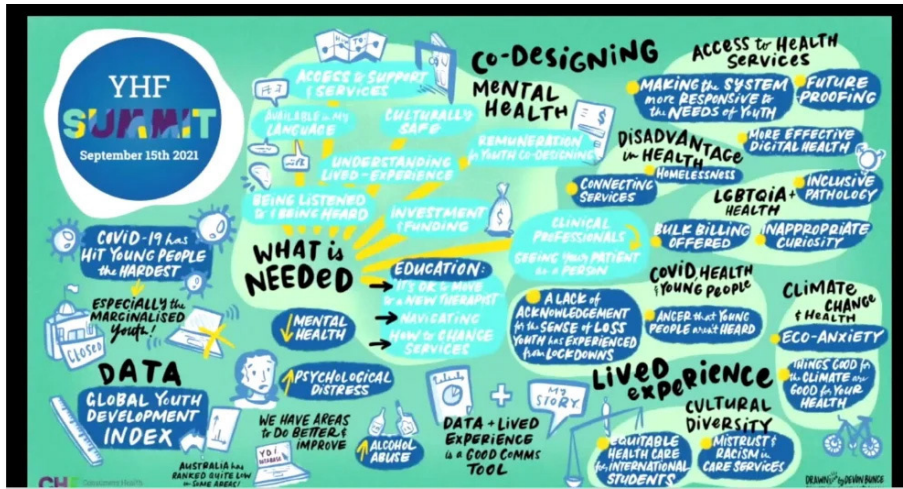 YHF
SUMMIT
September 15th 2021
COVID-19 has
HIT YOUNG PEOPLE
the HARDEST
ESPECIALLY the
MARGINALISED
YOUTH!
CLOSED
DATA
GLOBAL YOUTH
DEVELOPMENT
INDEX
AUSTRALIA has
RANKED QUITE LOW
in SOME AREAS!
HOW TO
ACCESS to SUPPORT
& SERVICES
AVAILABLE in MY
LANGUAGE
CULTURALLY
SAFE
UNDERSTANDING
LIVED-EXPERIENCE
BEING LISTENED
to & BEING HEARD
INVESTMENT
& FUNDING
REMUNERATION
for YOUTH CO-DESIGNING
WHAT is
NEEDED
EDUCATION:
IT'S OK to MOVE
to a NEW THERAPIST
NAVIGATING
HOW to CHANGE
SERVICES
CLINICAL
PROFESSIONALS
SEEING your PATIENT
as a PERSON
MENTAL
HEALTH
PSYCHOLOGICAL
DISTRESS
WE HAVE AREAS
to DO BETTER &
IMPROVE
ALCOHOL
ABUSE
DATA + LIVED
EXPERIENCE
is a GOOD COMMS
TOOL
MY
STORY
CO-DESIGNING
MENTAL
HEALTH
ACCESS to HEALTH
SERVICES
MAKING the SYSTEM
more RESPONSIVE to
the NEEDS of YOUTH
FUTURE
PROOFING
MORE EFFECTIVE
DIGITAL HEALTH
DISADVANTAGE
in HEALTH
HOMELESSNESS
CONNECTING
SERVICES
LGBTQIA+
HEALTH
INCLUSIVE
PATHOLOGY
BULK BILLING
OFFERED
INAPPROPRIATE
CURIOSITY
COVID, HEALTH
& YOUNG PEOPLE
A LACK of
ACKNOWLEDGEMENT
for the SENSE of LOSS
YOUTH has EXPERIENCED
from LOCKDOWNS
ANGER that YOUNG
PEOPLE aren't HEARD
CLIMATE
CHANGE
& HEALTH
ECO-ANXIETY
THINGS GOOD for
the CLIMATE are
GOOD for YOUR
HEALTH
LIVED
EXPERIENCE
CULTURAL
DIVERSITY
EQUITABLE
HEALTH CARE
for INTERNATIONAL
STUDENTS
MISTRUST &
RACISM in
CARE SERVICES
DRAWN by DEVON BUNCE